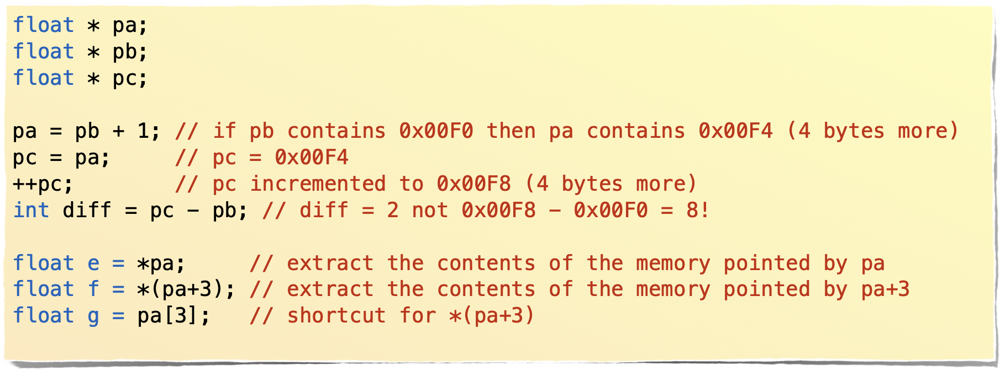 float * pa;
float * pb;
float * pc;
pa = pb + 1; // if pb contains 0x00F0 then pa contains 0x00F4 (4 bytes more)
pc = pa;     // pc = 0x00F4
++pc;        // pc incremented to 0x00F8 (4 bytes more)
int diff = pc – pb; // diff = 2 not 0x00F8 – 0x00F0 = 8!
float e = *pa;     // extract the contents of the memory pointed by pa
float f = *(pa+3); // extract the contents of the memory pointed by pa+3
float g = pa[3];   // shortcut for *(pa+3)